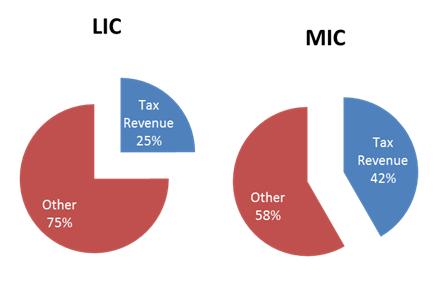 LIC
Tax
Revenue
25%
Other
75%
MIC
Tax
Revenue
42%
Other
58%